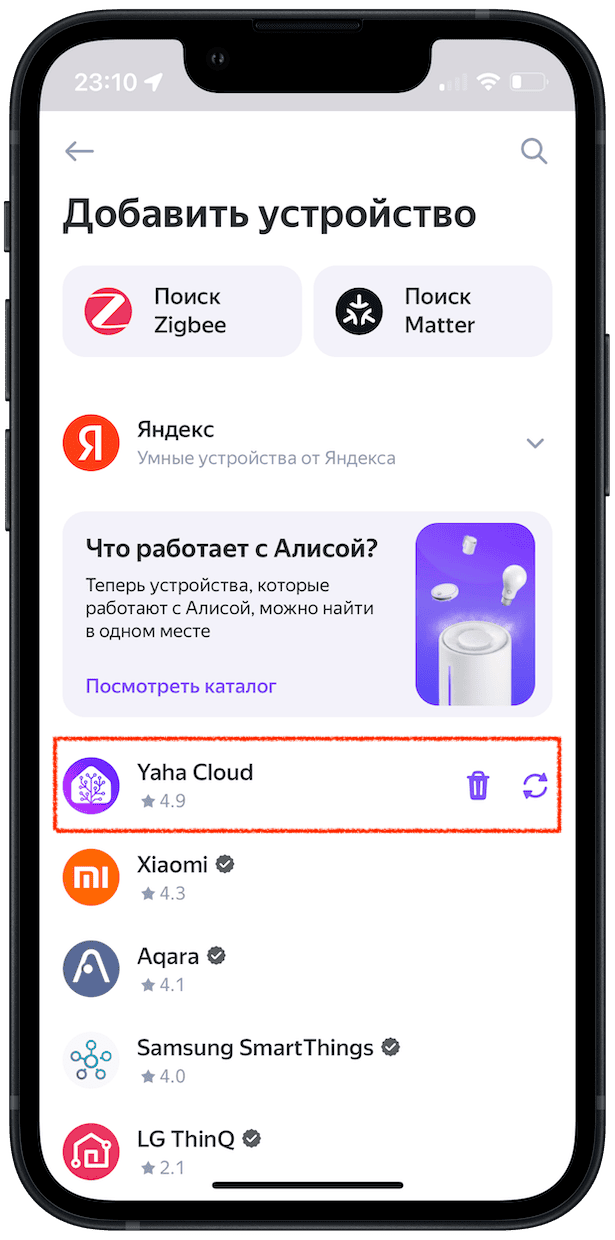 23:10
Добавить устройство
Поиск
Zigbee
Поиск
Matter
Я
Яндекс
Умные устройства от Яндекса
Что работает с Алисой?
Теперь устройства, которые
работают с Алисой, можно найти
в одном месте
Посмотреть каталог
Yaha Cloud
4.9
mi
Xiaomi
4.3
Aqara
4.1
Samsung SmartThings
4.0
LG ThinQ
2.1